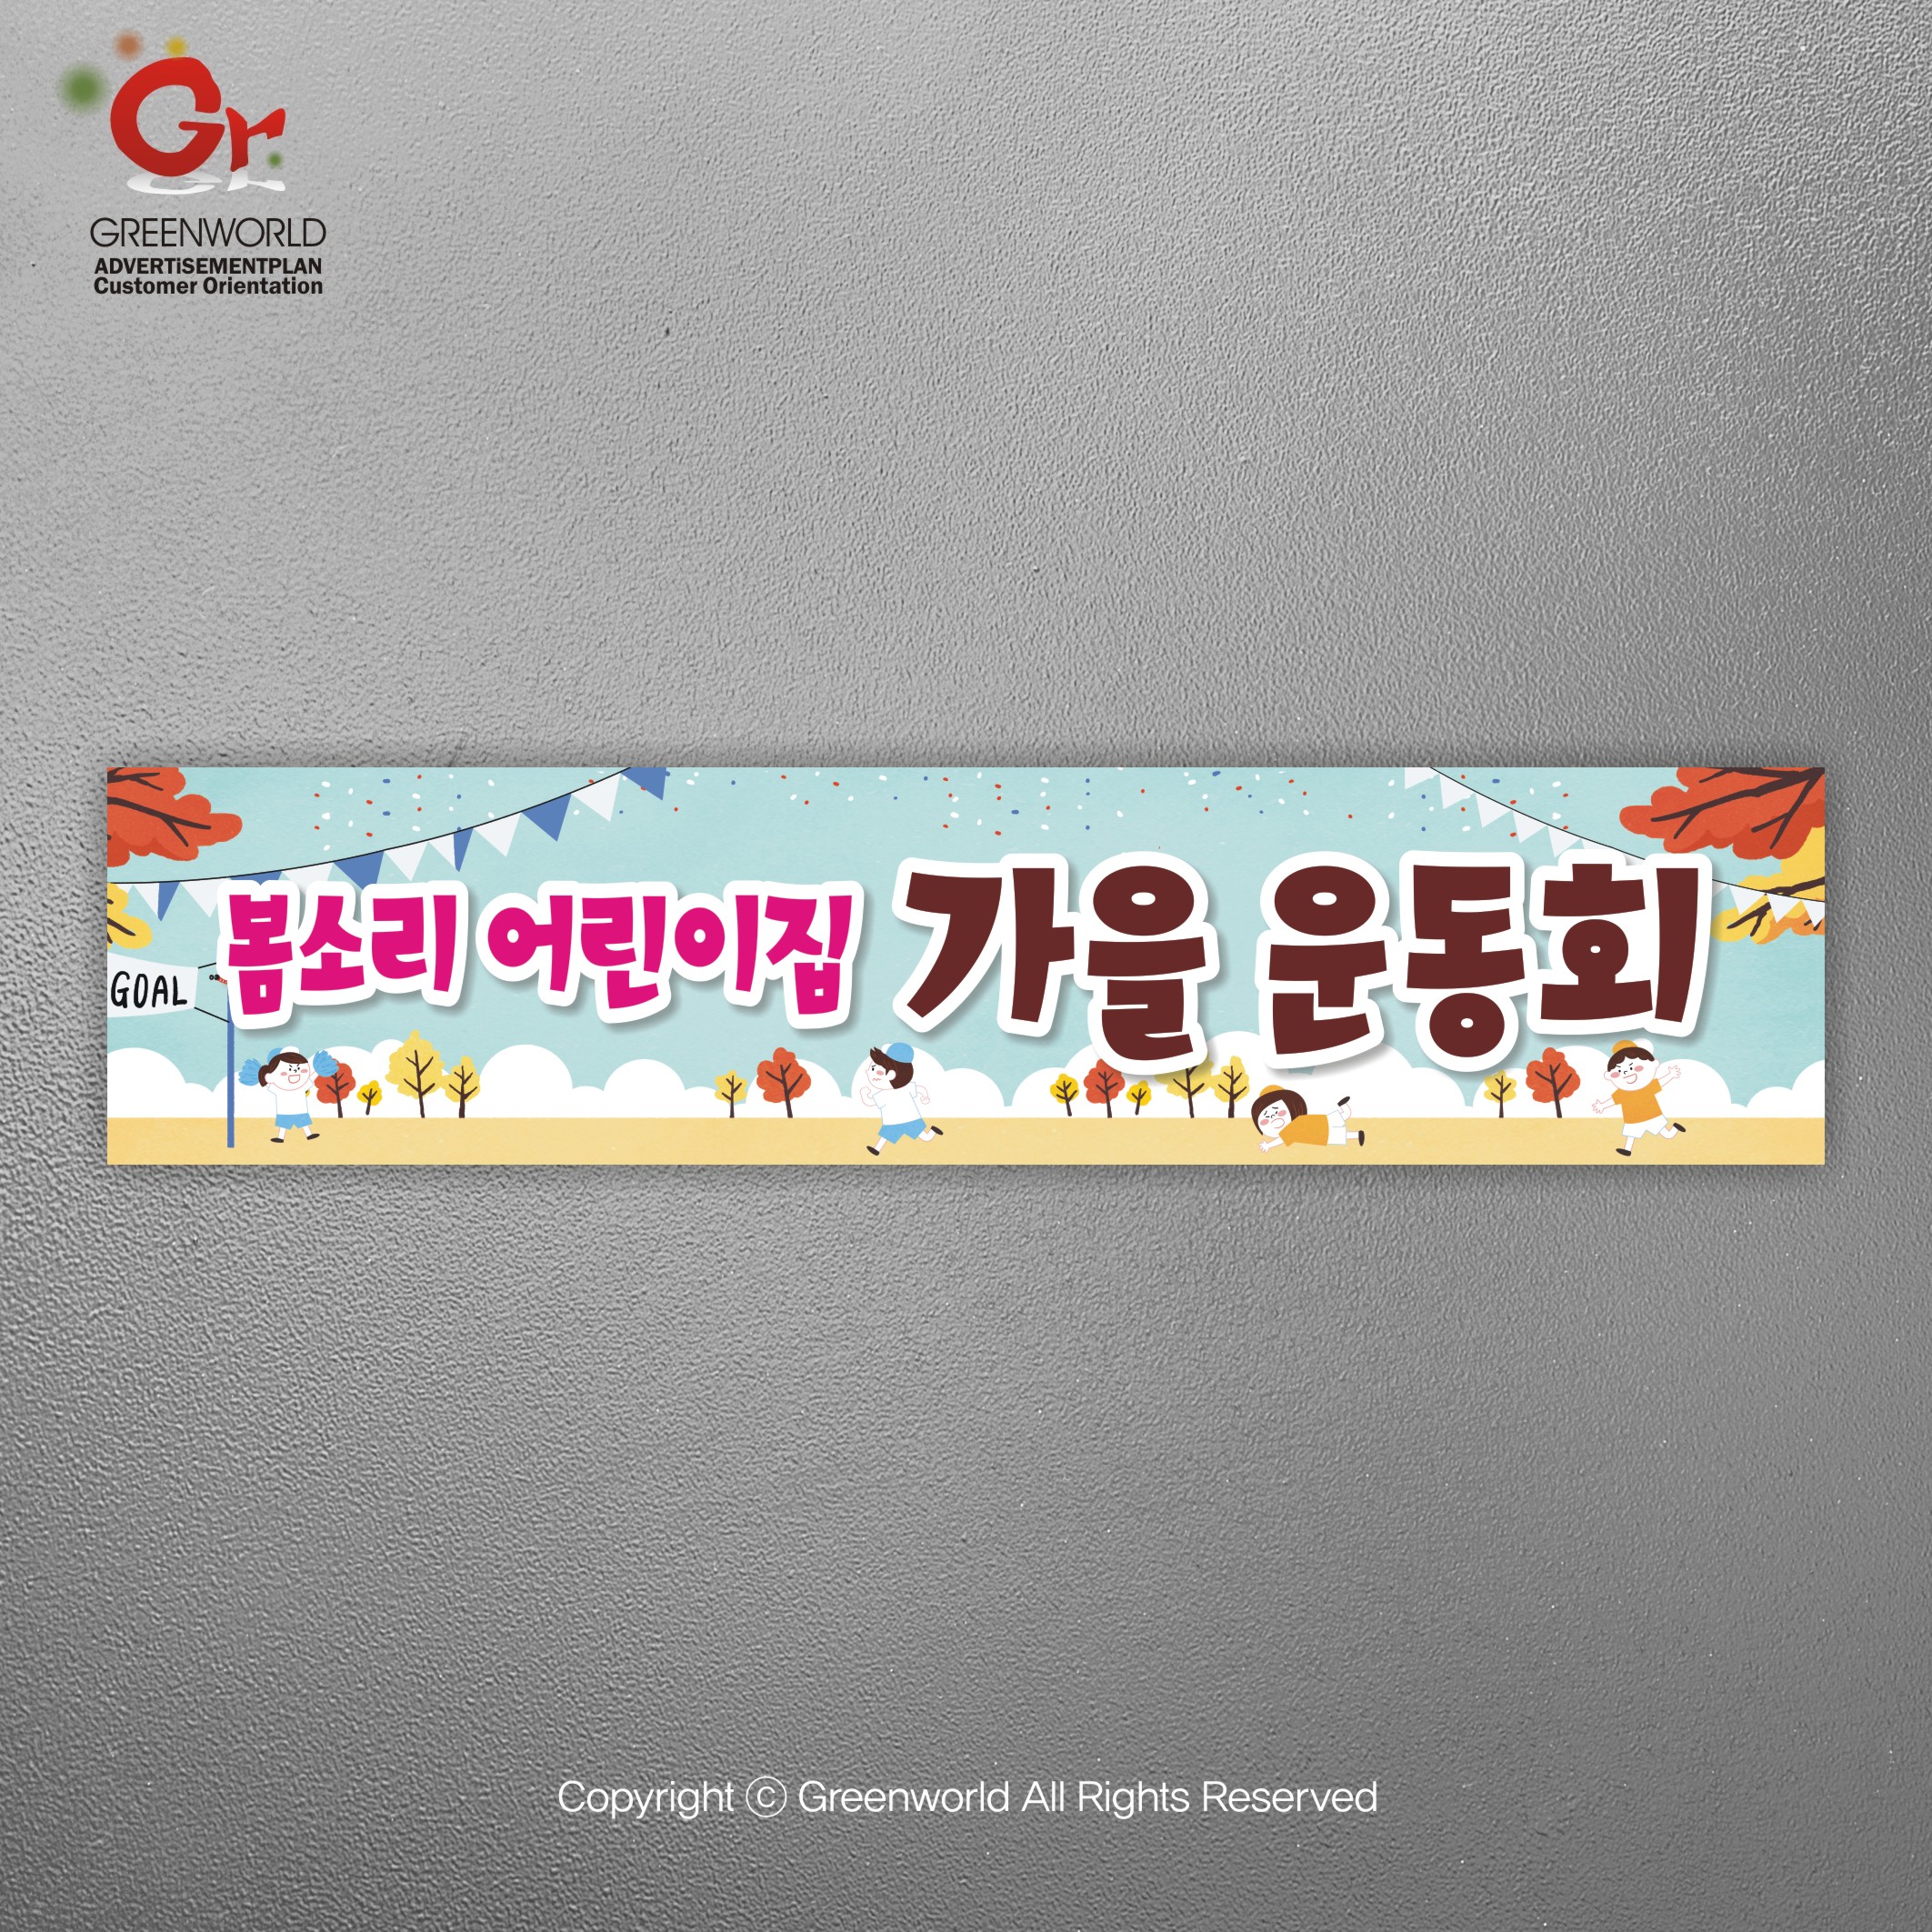 Gr
GREENWORLD
ADVERTiSEMENTPLAN
Customer Orientation
봄소리 어린이집 가을 운동회
GOAL
Copyright ⓒ Greenworld All Rights Reserved